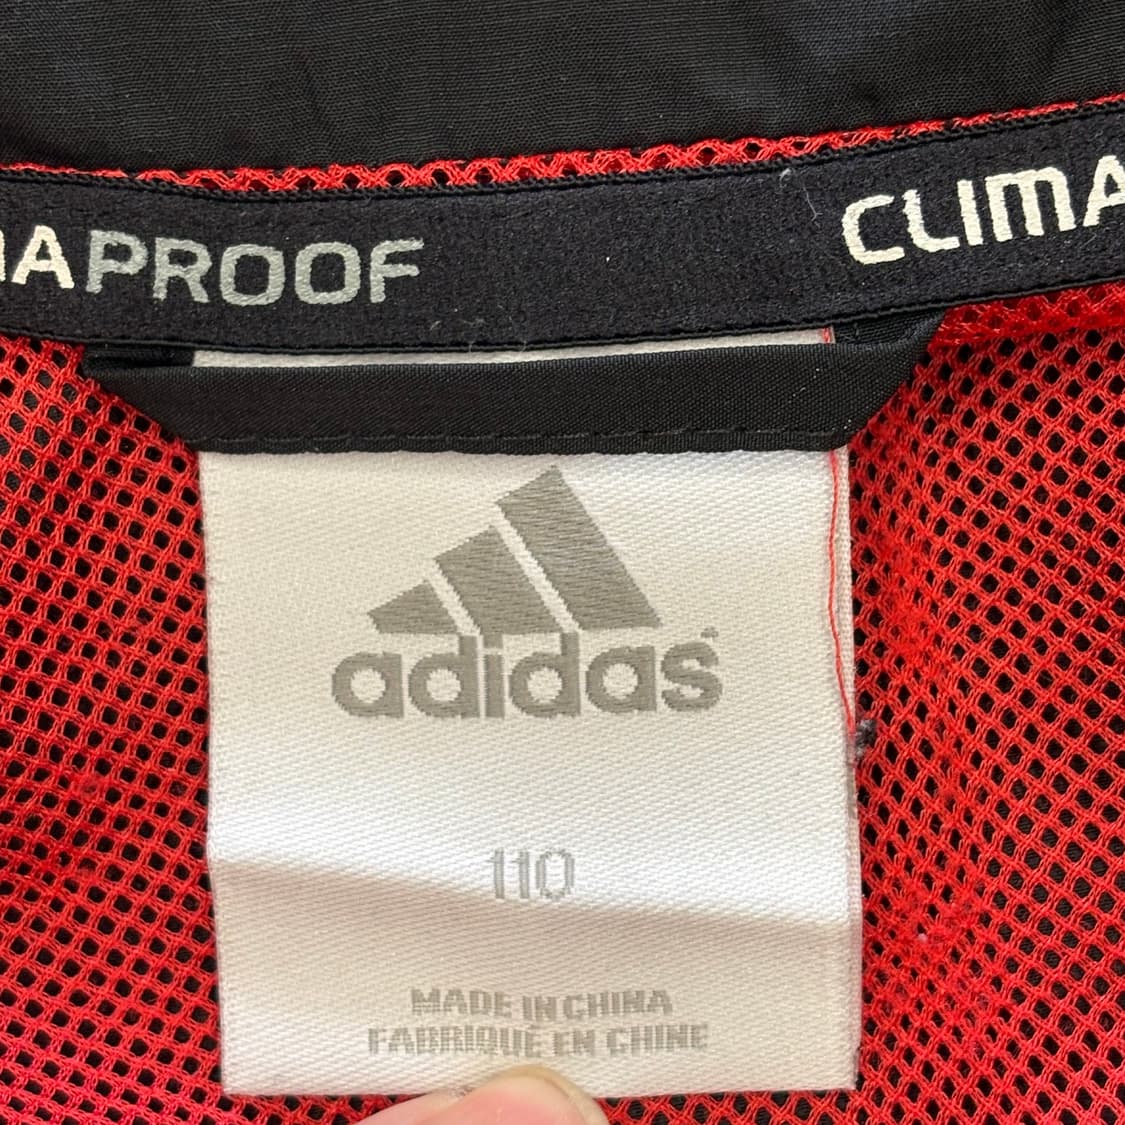 MAPROOF CLIMA
adidas
110
MADE IN CHINA
FABRIQUÉ EN CHINE